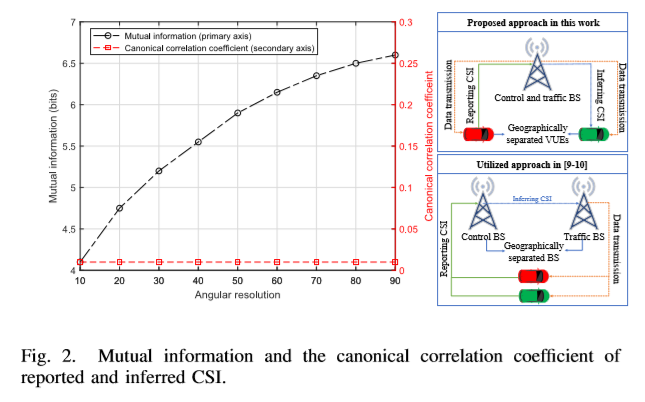 7
6.5
6
5.5
5
4.5
4
Mutual information (bits)
Mutual information (primary axis)
Canonical correlation coefficient (secondary axis)
10 20 30 40 50 60 70 80 90
Angular resolution
0.3
0.25
0.2
0.15
0.1
0.05
0
Canonical correlation coefficeint
Proposed approach in this work
Data transmission
Reporting CSI
Control and traffic BS
Inferring CSI
Data transmission
Geographically
separated VUEs
Utilized approach in [9-10]
Inferring CSI
Reporting CSI
Control BS
Traffic BS
Geographically
separated BS
Data transmission
Fig. 2. Mutual information and the canonical correlation coefficient of
reported and inferred CSI.